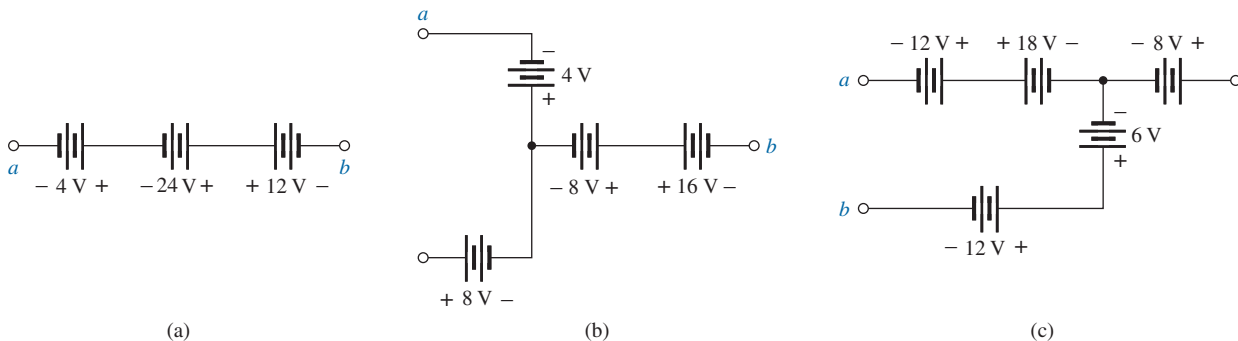 a
− 4 V +
− 24 V +
+ 12 V −
b
(a)
a
−
4 V
+
− 8 V +
+ 16 V −
b
+ 8 V −
(b)
− 12 V +
+ 18 V −
− 8 V +
a
−
6 V
+
b
− 12 V +
(c)